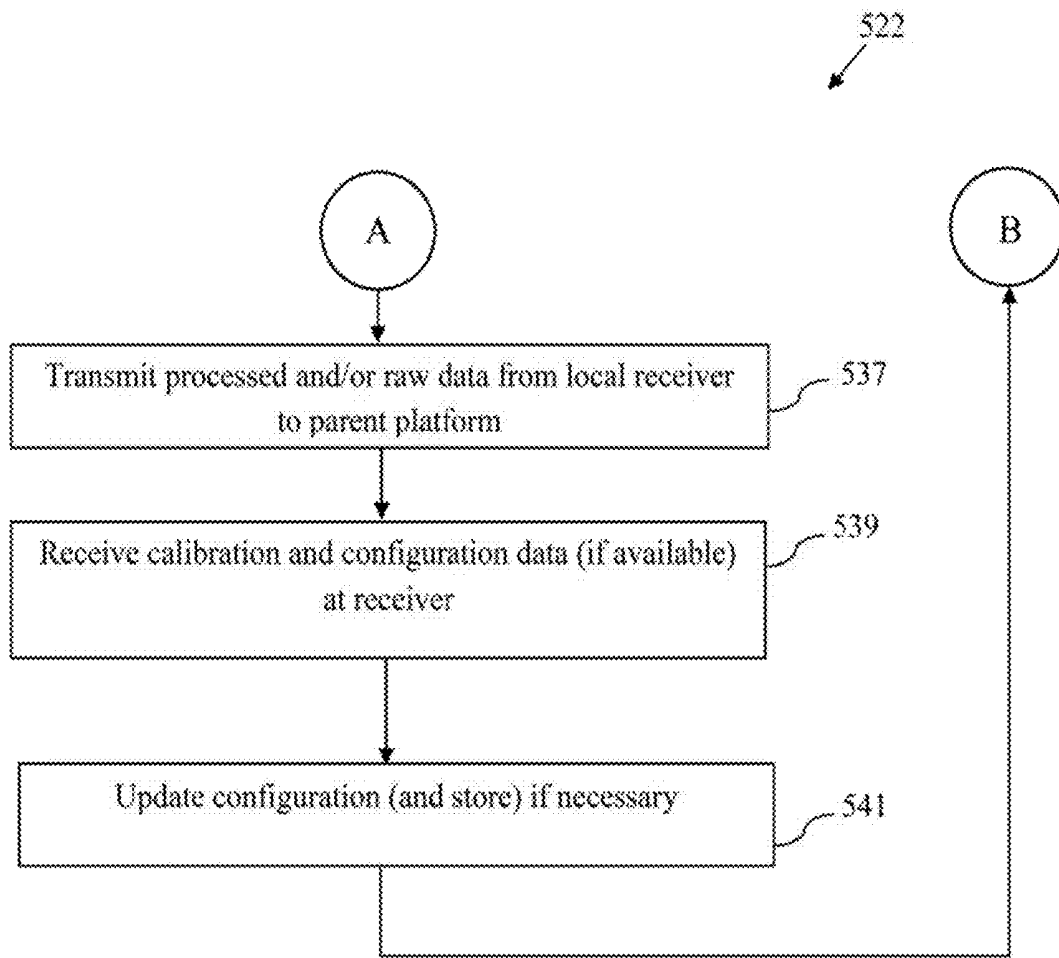 522
A
B
Transmit processed and/or raw data from local receiver
to parent platform
537
Receive calibration and configuration data (if available)
at receiver
539
Update configuration (and store) if necessary
541